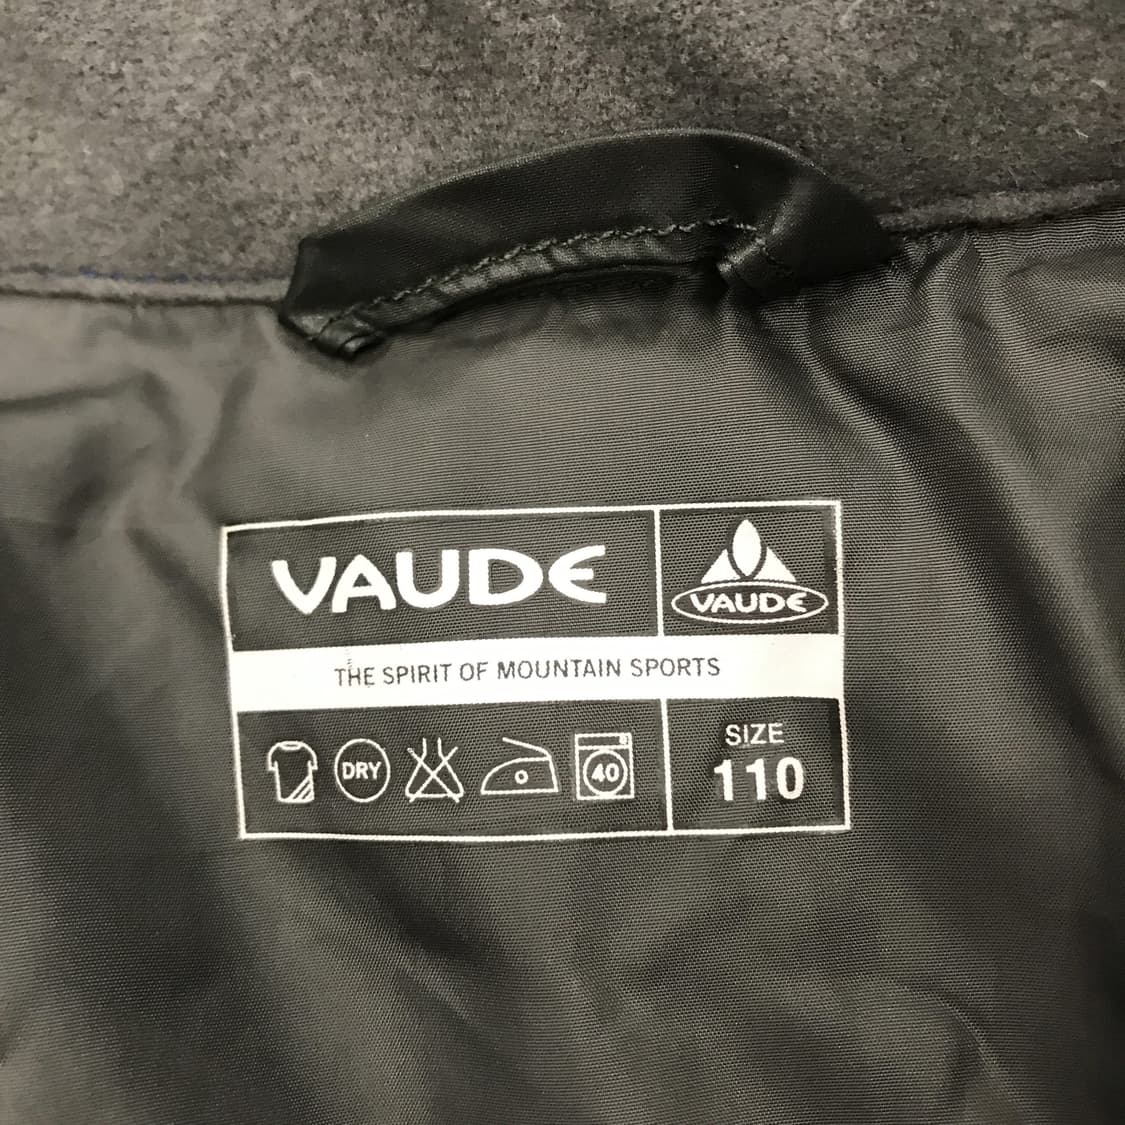 VAUDE
VAUDE
THE SPIRIT OF MOUNTAIN SPORTS
DRY
40
SIZE
110